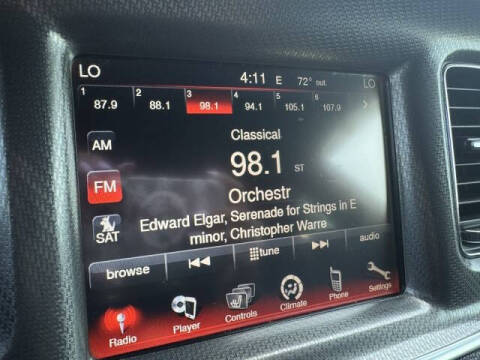 LO 4:11 E 72° out. LO
1 2 3 4 5 6
87.9 88.1 98.1 94.1 105.1 107.9
Classical
AM
98.1 ST
FM
Orchestr
SAT
Edward Elgar, Serenade for Strings in E
minor, Christopher Warre
browse tune audio
Radio Player Controls Climate Phone Settings